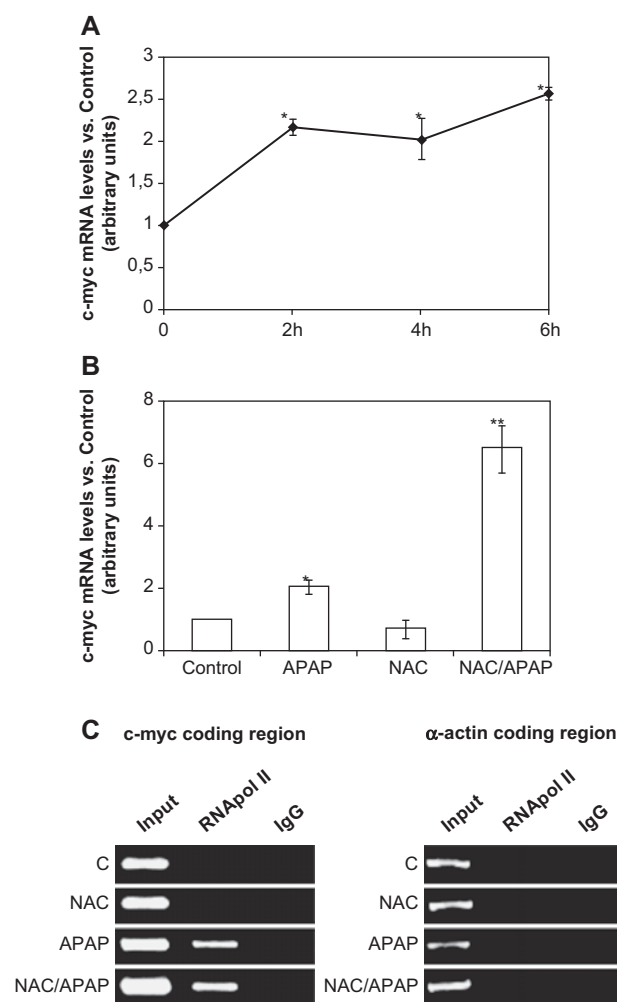 A
c-myc mRNA levels vs. Control
(arbitrary units)
3
2,5
2
1,5
1
0,5
0
*
*
*
0
2h
4h
6h
B
c-myc mRNA levels vs. Control
(arbitrary units)
8
6
4
2
0
*
**
Control
APAP
NAC
NAC/APAP
C
c-myc coding region
α-actin coding region
Input
RNApol II
IgG
Input
RNApol II
IgG
C
NAC
APAP
NAC/APAP
C
NAC
APAP
NAC/APAP